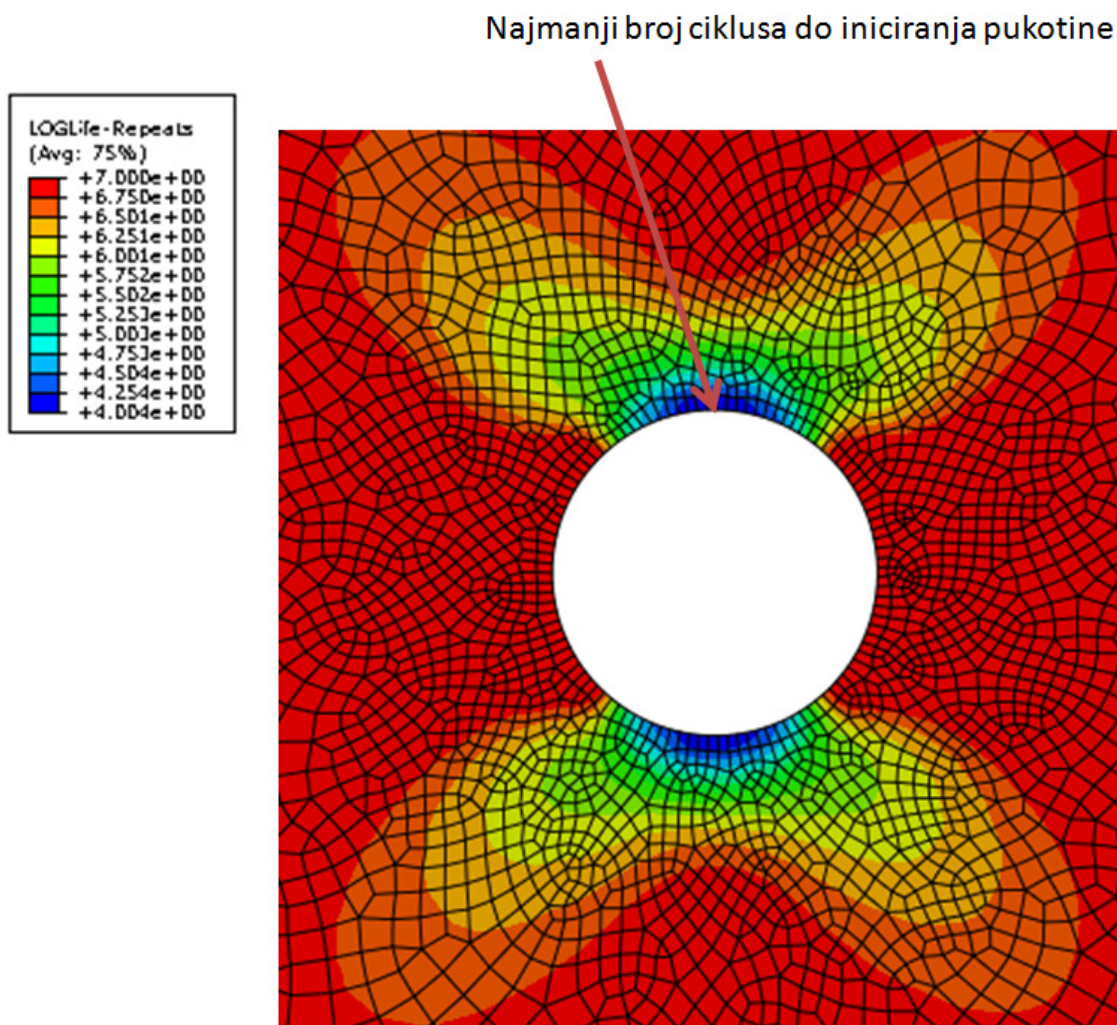 Najmanji broj ciklusa do iniciranja pukotine
LOGLife-Repeats
(Avg: 75%)
+7.000e+00
+6.750e+00
+6.501e+00
+6.251e+00
+6.001e+00
+5.752e+00
+5.502e+00
+5.253e+00
+5.003e+00
+4.753e+00
+4.504e+00
+4.254e+00
+4.004e+00